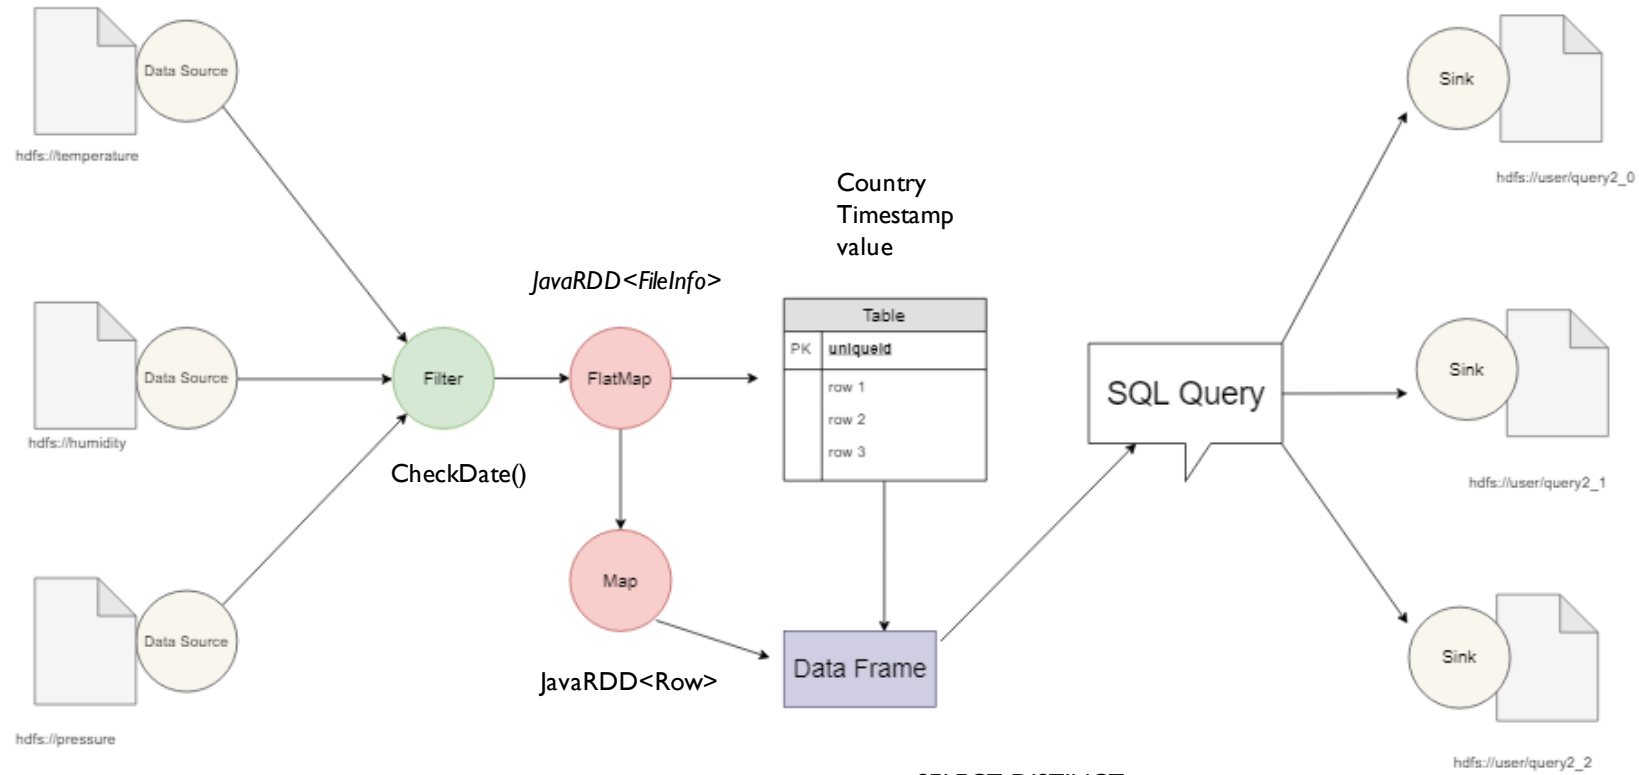 Data Source
hdfs://temperature
Data Source
hdfs://humidity
Data Source
hdfs://pressure
Filter
CheckDate()
JavaRDD<FileInfo>
FlatMap
Map
JavaRDD<Row>
Country
Timestamp
value
Table
PK uniqueId
row 1
row 2
row 3
Data Frame
SQL Query
Sink
hdfs://user/query2_0
Sink
hdfs://user/query2_1
Sink
hdfs://user/query2_2
SELECT DISTINCT